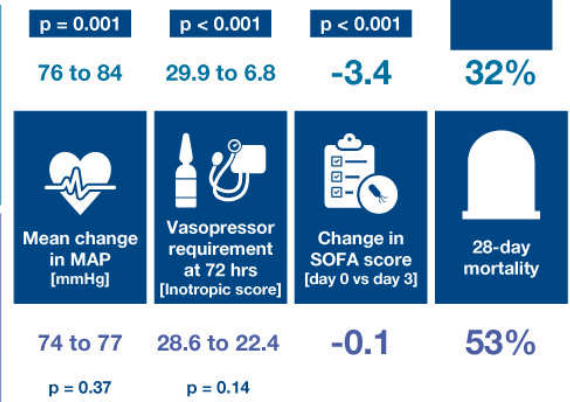 p = 0.001 p < 0.001 p < 0.001
76 to 84 29.9 to 6.8 -3.4 32%
Mean change
in MAP
[mmHg]
Vasopressor
requirement
at 72 hrs
[Inotropic score]
Change in
SOFA score
[day 0 vs day 3]
28-day
mortality
74 to 77 28.6 to 22.4 -0.1 53%
p = 0.37 p = 0.14